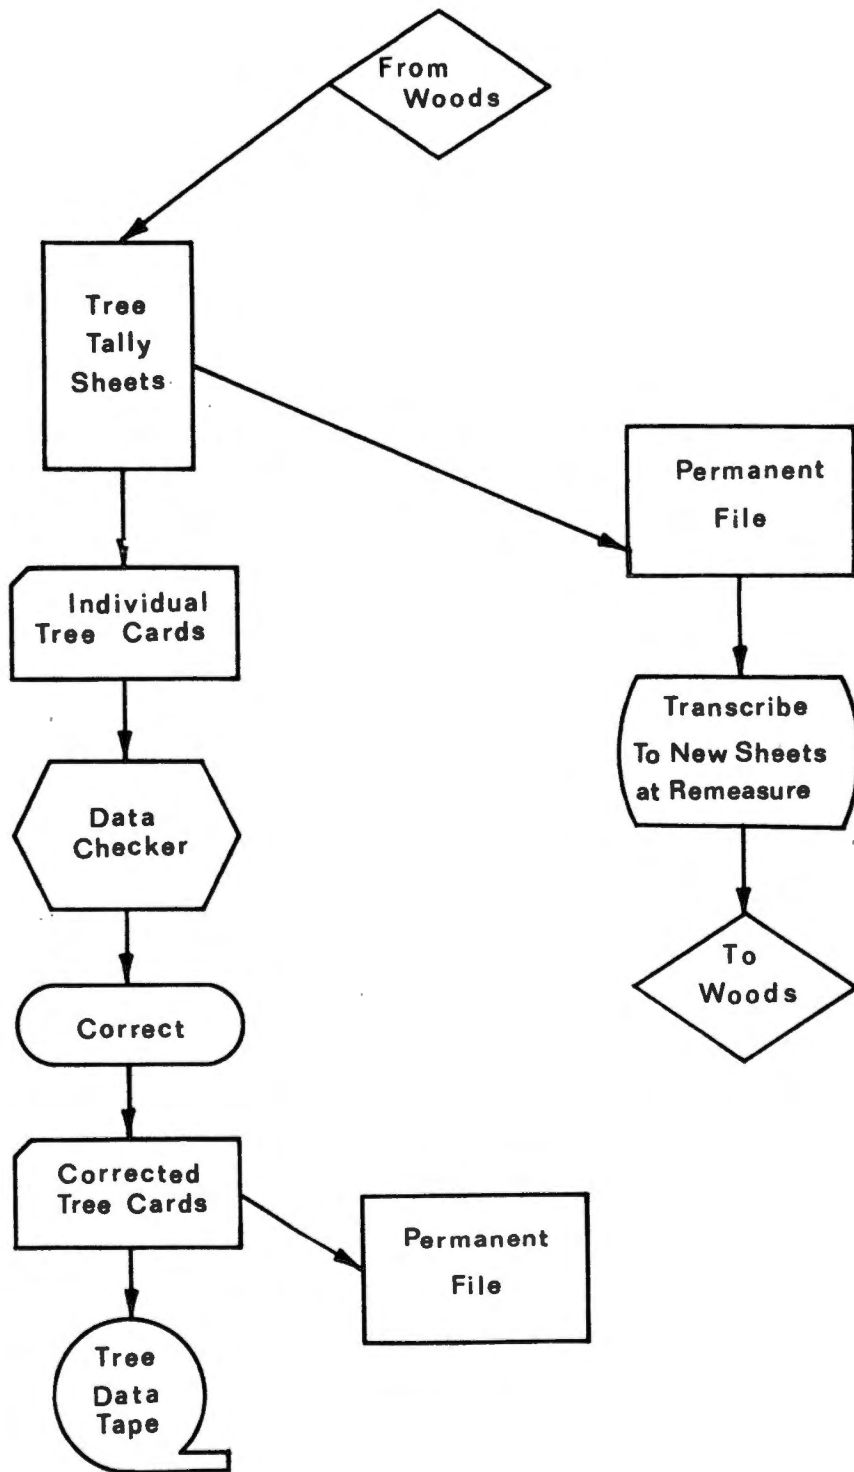 From
Woods
Tree
Tally
Sheets
Permanent
File
Individual
Tree Cards
Transcribe
To New Sheets
at Remeasure
Data
Checker
To
Woods
Correct
Corrected
Tree Cards
Permanent
File
Tree
Data
Tape